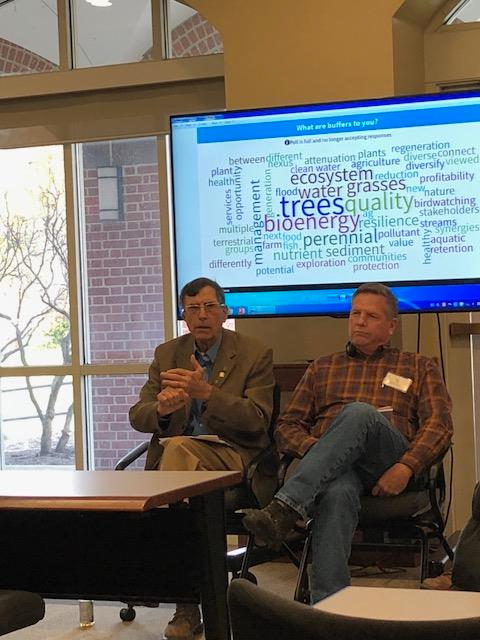 What are buffers to you?
Poll is full and no longer accepting responses
between different attenuation plants regeneration
nexus clean water agriculture diverse connect
plant ecosystem reduction diversify viewed
health opportunity generation flood water grasses new profitability
services management trees quality nature birdwatching
multiple bioenergy ag resilience stakeholders
terrestrial next food perennial pollutant streams synergies
groups farm fish nutrient sediment value healthy aquatic
differently communities retention
potential exploration protection